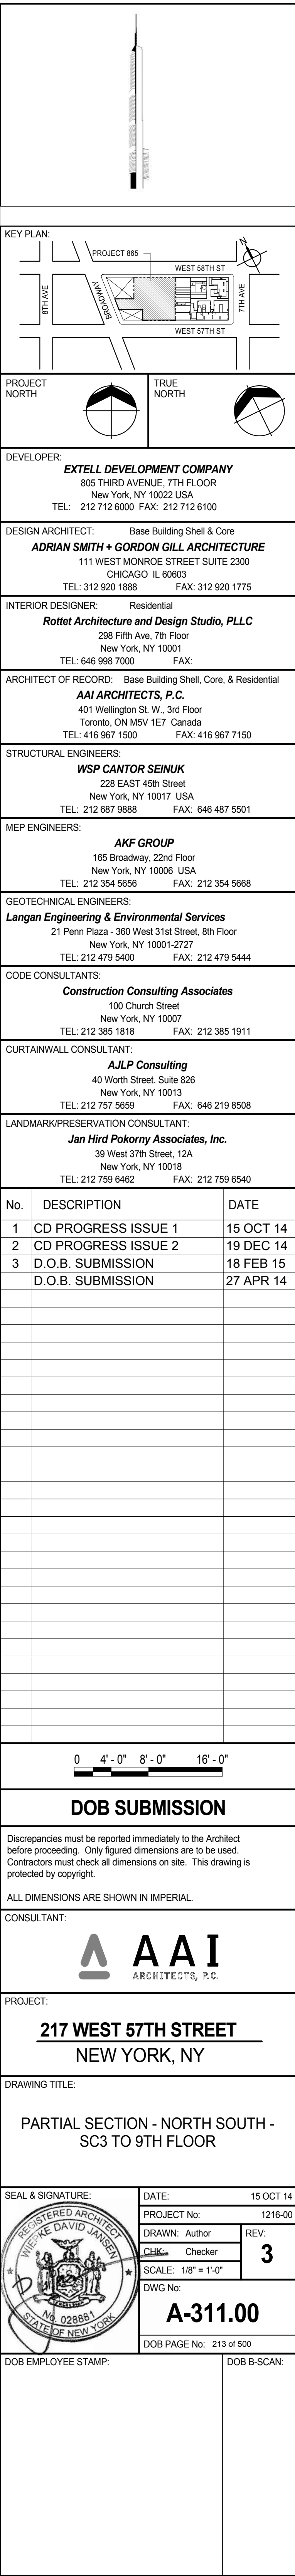 KEY PLAN:
N
PROJECT 865
WEST 58TH ST
8TH AVE
BROADWAY
7TH AVE
WEST 57TH ST
PROJECT
NORTH
TRUE
NORTH
DEVELOPER:
EXTELL DEVELOPMENT COMPANY
805 THIRD AVENUE, 7TH FLOOR
New York, NY 10022 USA
TEL: 212 712 6000 FAX: 212 712 6100
DESIGN ARCHITECT: Base Building Shell & Core
ADRIAN SMITH + GORDON GILL ARCHITECTURE
111 WEST MONROE STREET SUITE 2300
CHICAGO IL 60603
TEL: 312 920 1888 FAX: 312 920 1775
INTERIOR DESIGNER: Residential
Rottet Architecture and Design Studio, PLLC
298 Fifth Ave, 7th Floor
New York, NY 10001
TEL: 646 998 7000 FAX:
ARCHITECT OF RECORD: Base Building Shell, Core, & Residential
AAI ARCHITECTS, P.C.
401 Wellington St. W., 3rd Floor
Toronto, ON M5V 1E7 Canada
TEL: 416 967 1500 FAX: 416 967 7150
STRUCTURAL ENGINEERS:
WSP CANTOR SEINUK
228 EAST 45th Street
New York, NY 10017 USA
TEL: 212 687 9888 FAX: 646 487 5501
MEP ENGINEERS:
AKF GROUP
165 Broadway, 22nd Floor
New York, NY 10006 USA
TEL: 212 354 5656 FAX: 212 354 5668
GEOTECHNICAL ENGINEERS:
Langan Engineering & Environmental Services
21 Penn Plaza - 360 West 31st Street, 8th Floor
New York, NY 10001-2727
TEL: 212 479 5400 FAX: 212 479 5444
CODE CONSULTANTS:
Construction Consulting Associates
100 Church Street
New York, NY 10007
TEL: 212 385 1818 FAX: 212 385 1911
CURTAINWALL CONSULTANT:
AJLP Consulting
40 Worth Street. Suite 826
New York, NY 10013
TEL: 212 757 5659 FAX: 646 219 8508
LANDMARK/PRESERVATION CONSULTANT:
Jan Hird Pokorny Associates, Inc.
39 West 37th Street, 12A
New York, NY 10018
TEL: 212 759 6462 FAX: 212 759 6540
No. DESCRIPTION DATE
1 CD PROGRESS ISSUE 1 15 OCT 14
2 CD PROGRESS ISSUE 2 19 DEC 14
3 D.O.B. SUBMISSION 18 FEB 15
D.O.B. SUBMISSION 27 APR 14
0 4' - 0" 8' - 0" 16' - 0"
DOB SUBMISSION
Discrepancies must be reported immediately to the Architect
before proceeding. Only figured dimensions are to be used.
Contractors must check all dimensions on site. This drawing is
protected by copyright.
ALL DIMENSIONS ARE SHOWN IN IMPERIAL.
CONSULTANT:
AAI
ARCHITECTS, P.C.
PROJECT:
217 WEST 57TH STREET
NEW YORK, NY
DRAWING TITLE:
PARTIAL SECTION - NORTH SOUTH -
SC3 TO 9TH FLOOR
SEAL & SIGNATURE:
REGISTERED ARCHITECT
DAVID JANSEN
No. 028881
STATE OF NEW YORK
DATE: 15 OCT 14
PROJECT No: 1216-00
DRAWN: Author
CHK: Checker
SCALE: 1/8" = 1'-0"
REV:
3
DWG No:
A-311.00
DOB PAGE No: 213 of 500
DOB EMPLOYEE STAMP:
DOB B-SCAN: